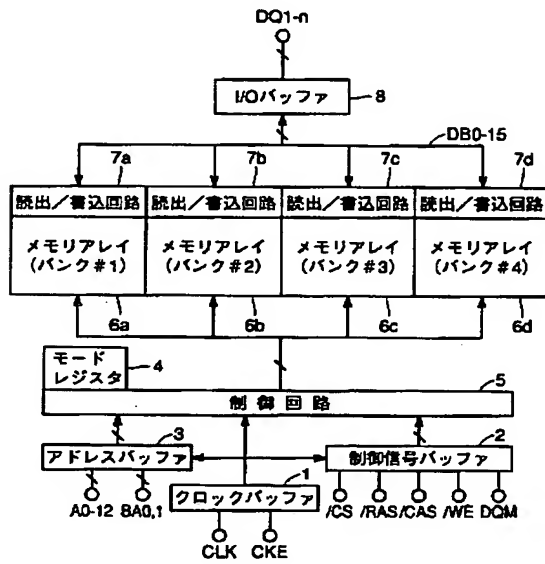 DQ1-n
I/Oバッファ
8
DB0-15
7a 7b 7c 7d
読出/書込回路 読出/書込回路 読出/書込回路 読出/書込回路
メモリアレイ メモリアレイ メモリアレイ メモリアレイ
(バンク#1) (バンク#2) (バンク#3) (バンク#4)
6a 6b 6c 6d
モード
レジスタ
4
5
制御回路
3
2
アドレスバッファ
制御信号バッファ
1
クロックバッファ
A0-12 BA0,1
/CS /RAS /CAS /WE DQM
CLK CKE